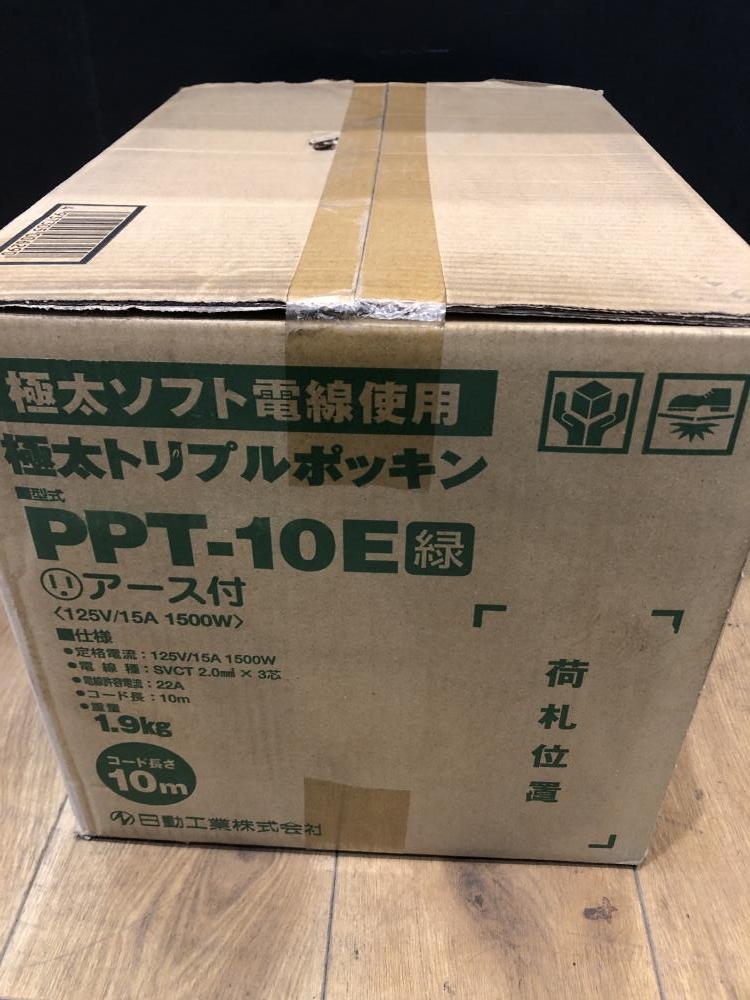 極太ソフト電線使用
極太トリプルポッキン
■型式
PPT-10E緑
アース付
〈125V/15A 1500W〉
■仕様
●定格電流：125V/15A 1500W
●電線種：SVCT 2.0㎟×3芯
●電線許容電流：22A
●コード長：10m
●重量
1.9kg
コード長さ
10m
日動工業株式会社
荷札位置